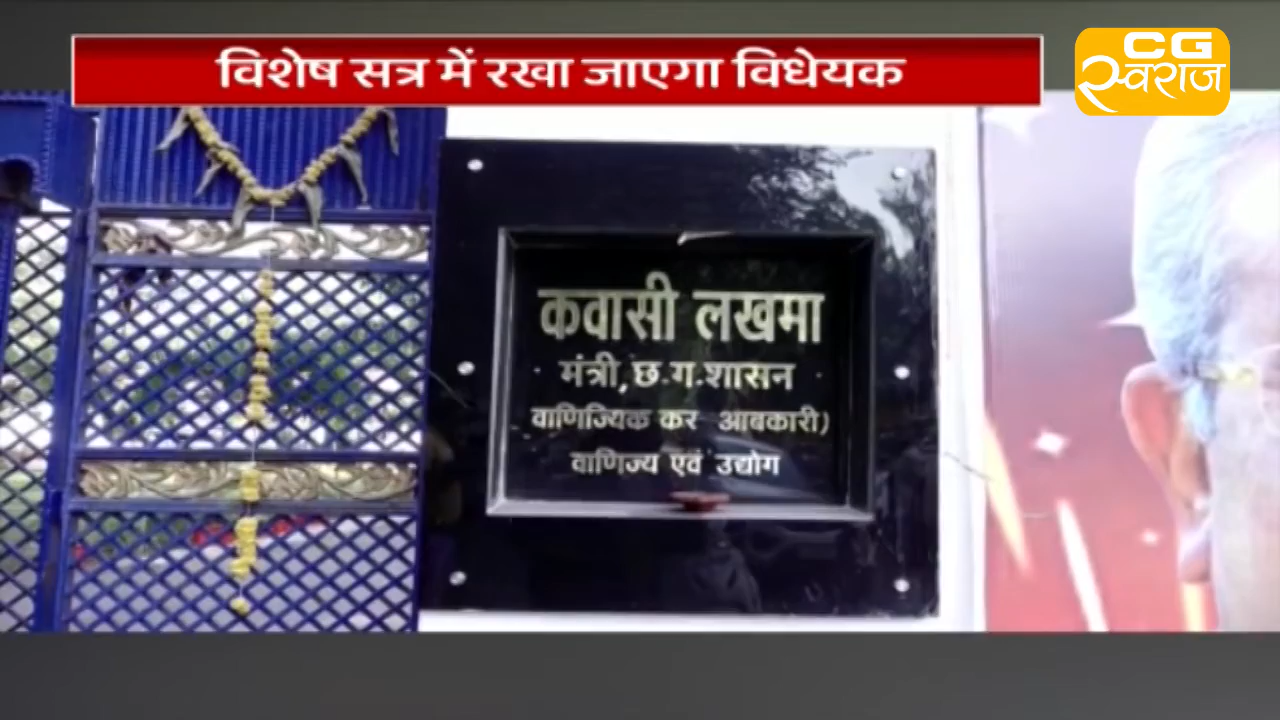 विशेष सत्र में रखा जाएगा विधेयक
CG
स्वराज
कवासी लखमा
मंत्री,छ.ग.शासन
वाणिज्यिक कर आबकारी)
वाणिज्य एवं उद्योग